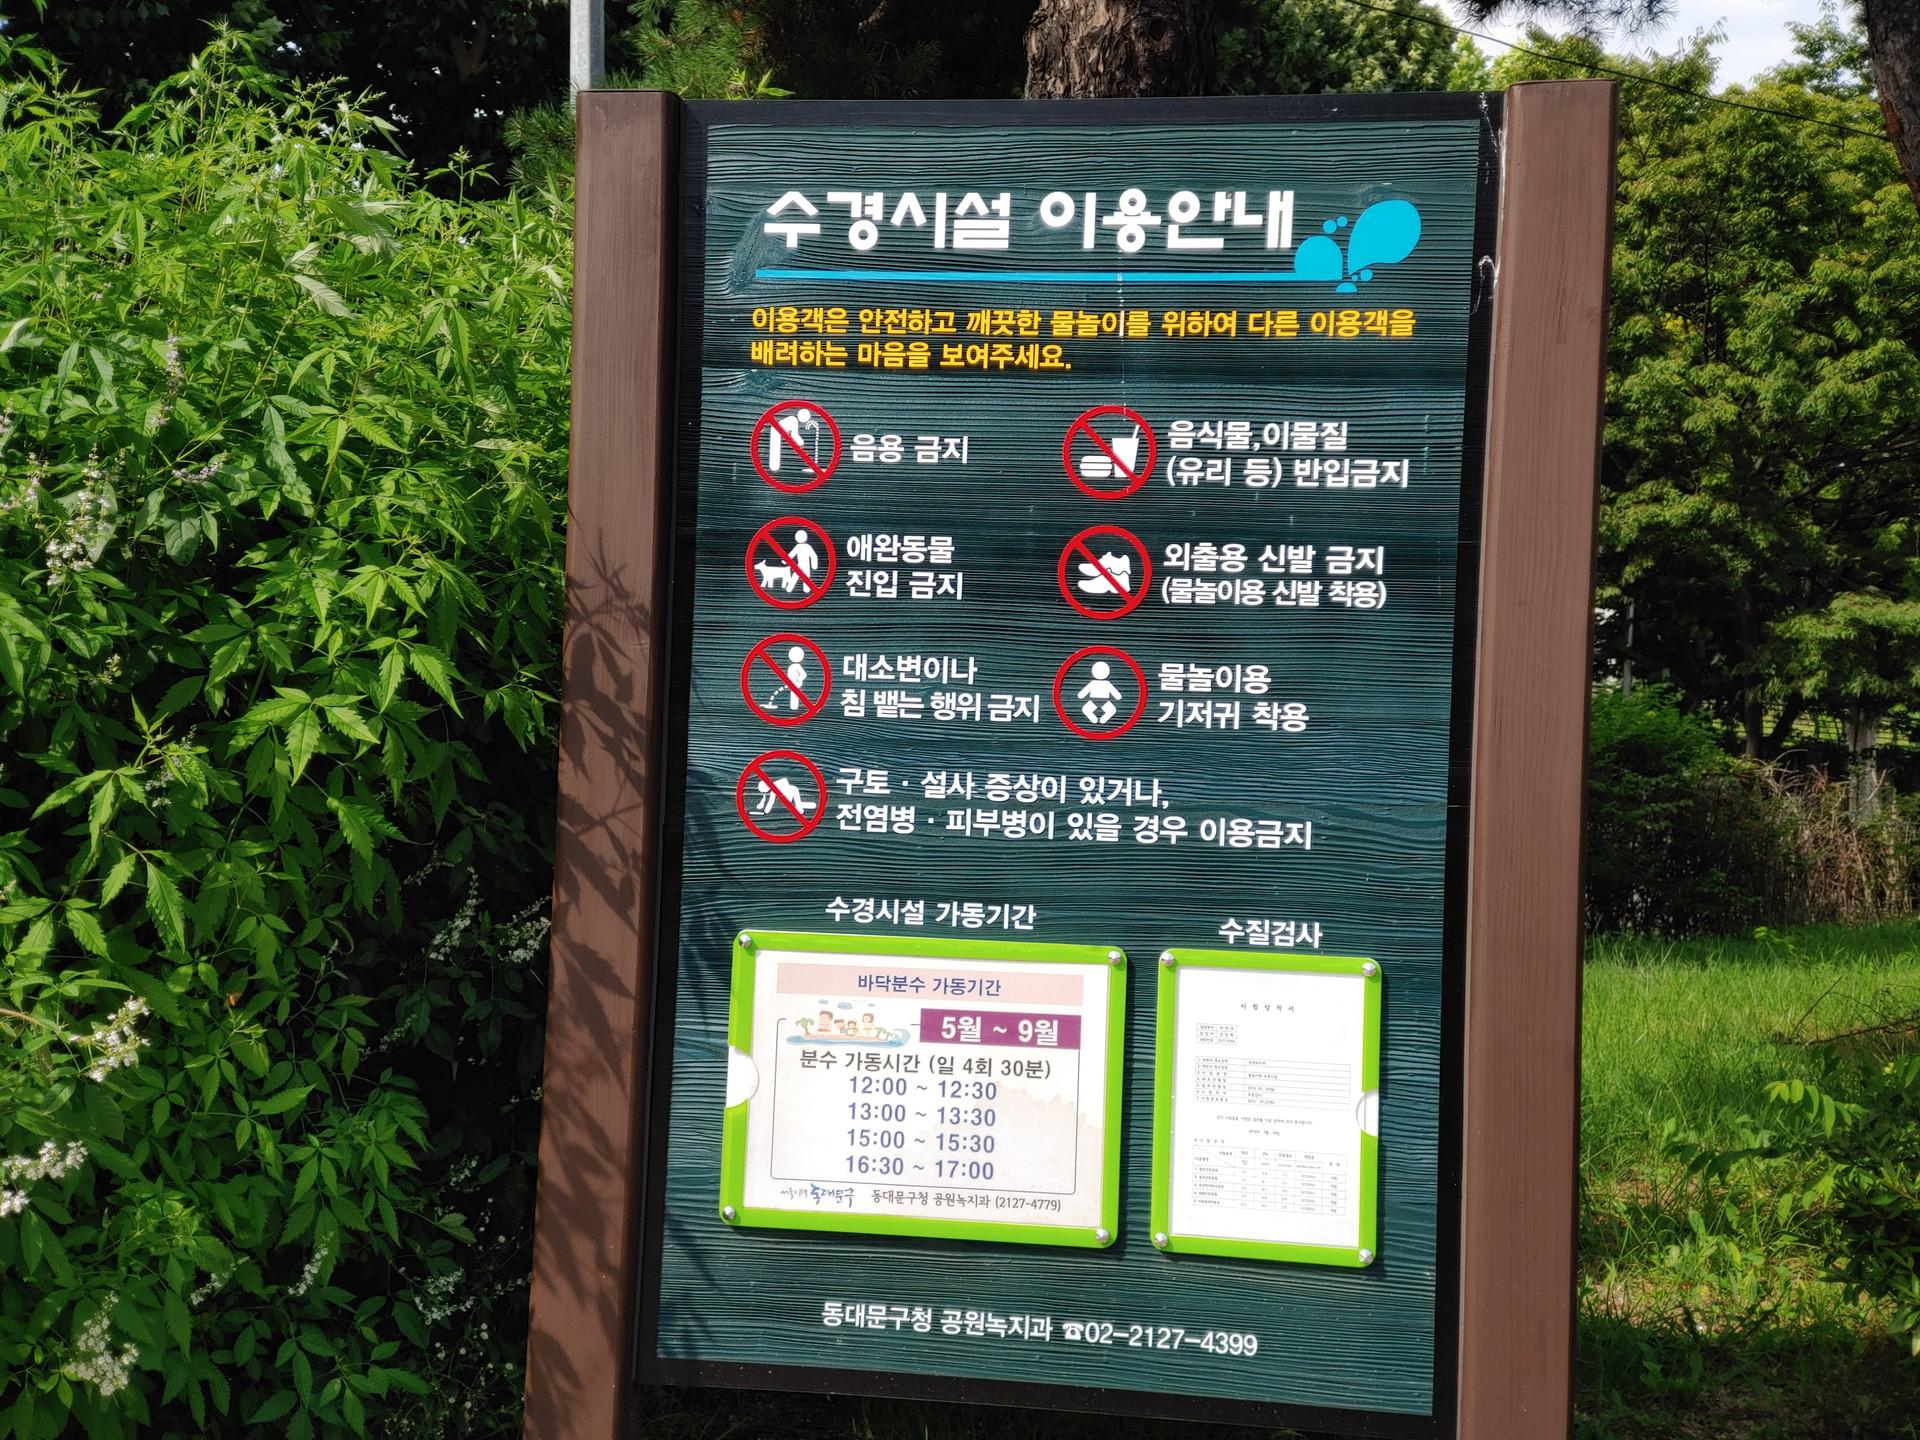 수경시설 이용안내
이용객은 안전하고 깨끗한 물놀이를 위하여 다른 이용객을
배려하는 마음을 보여주세요.
음용 금지
음식물,이물질
(유리 등) 반입금지
애완동물
진입 금지
외출용 신발 금지
(물놀이용 신발 착용)
대소변이나
침 뱉는 행위 금지
물놀이용
기저귀 착용
구토 · 설사 증상이 있거나,
전염병 · 피부병이 있을 경우 이용금지
수경시설 가동기간
바닥분수 가동기간
5월 ~ 9월
분수 가동시간 (일 4회 30분)
12:00 ~ 12:30
13:00 ~ 13:30
15:00 ~ 15:30
16:30 ~ 17:00
동대문구
동대문구청 공원녹지과 (2127-4779)
수질검사
시 험 성 적 서
동대문구청 공원녹지과 ☎02-2127-4399